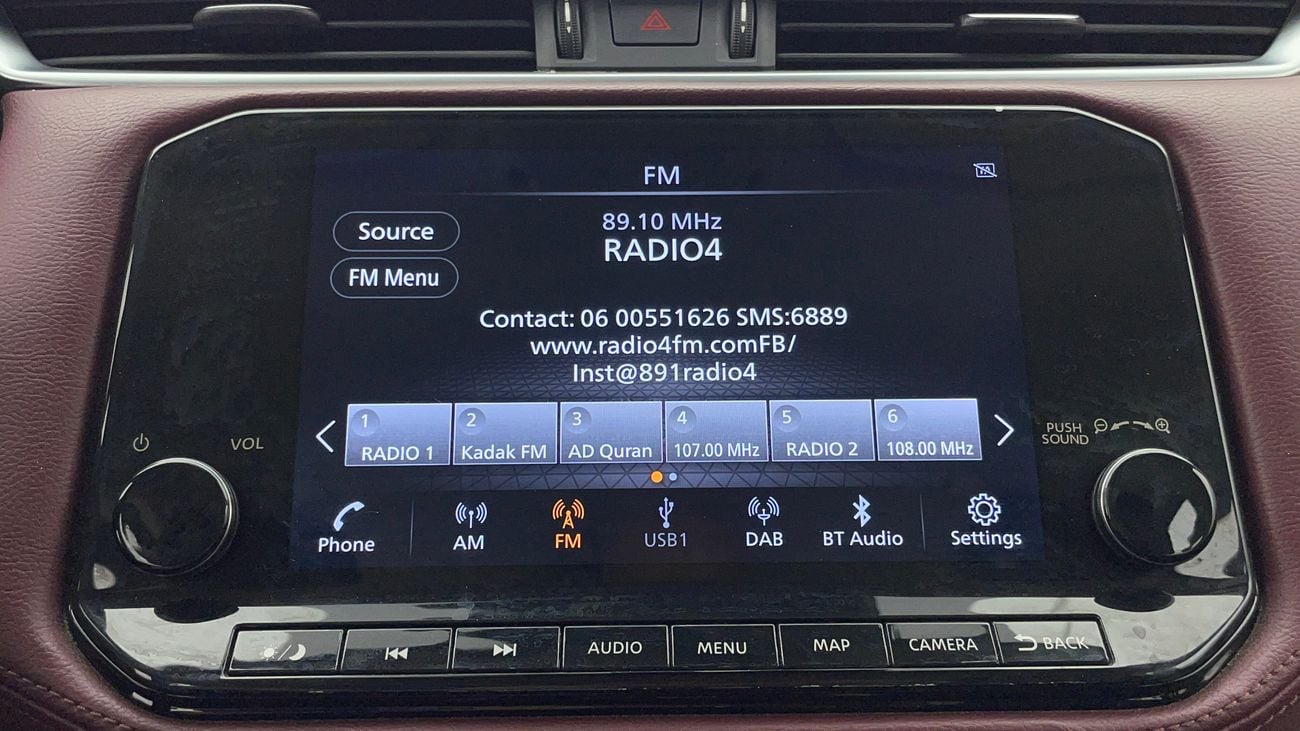 FM
TA
Source
89.10 MHz
RADIO4
FM Menu
Contact: 06 00551626 SMS:6889
www.radio4fm.comFB/
Inst@891radio4
1 RADIO 1
2 Kadak FM
3 AD Quran
4 107.00 MHz
5 RADIO 2
6 108.00 MHz
VOL
PUSH
SOUND
Phone
AM
FM
USB1
DAB
BT Audio
Settings
AUDIO
MENU
MAP
CAMERA
BACK